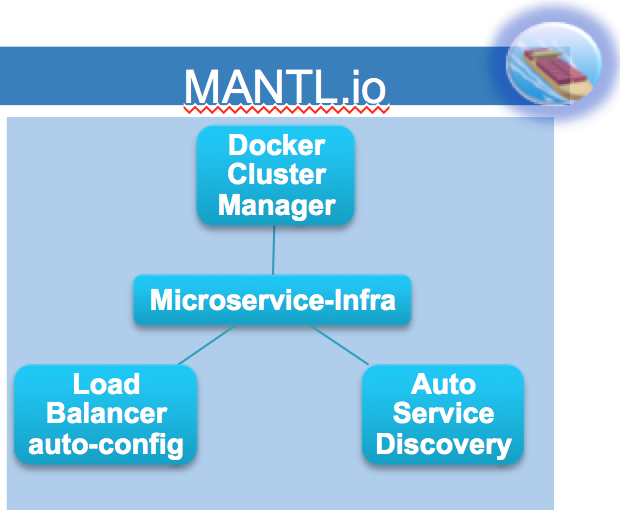 MANTL.io
Docker
Cluster
Manager
Microservice-Infra
Load
Balancer
auto-config
Auto
Service
Discovery